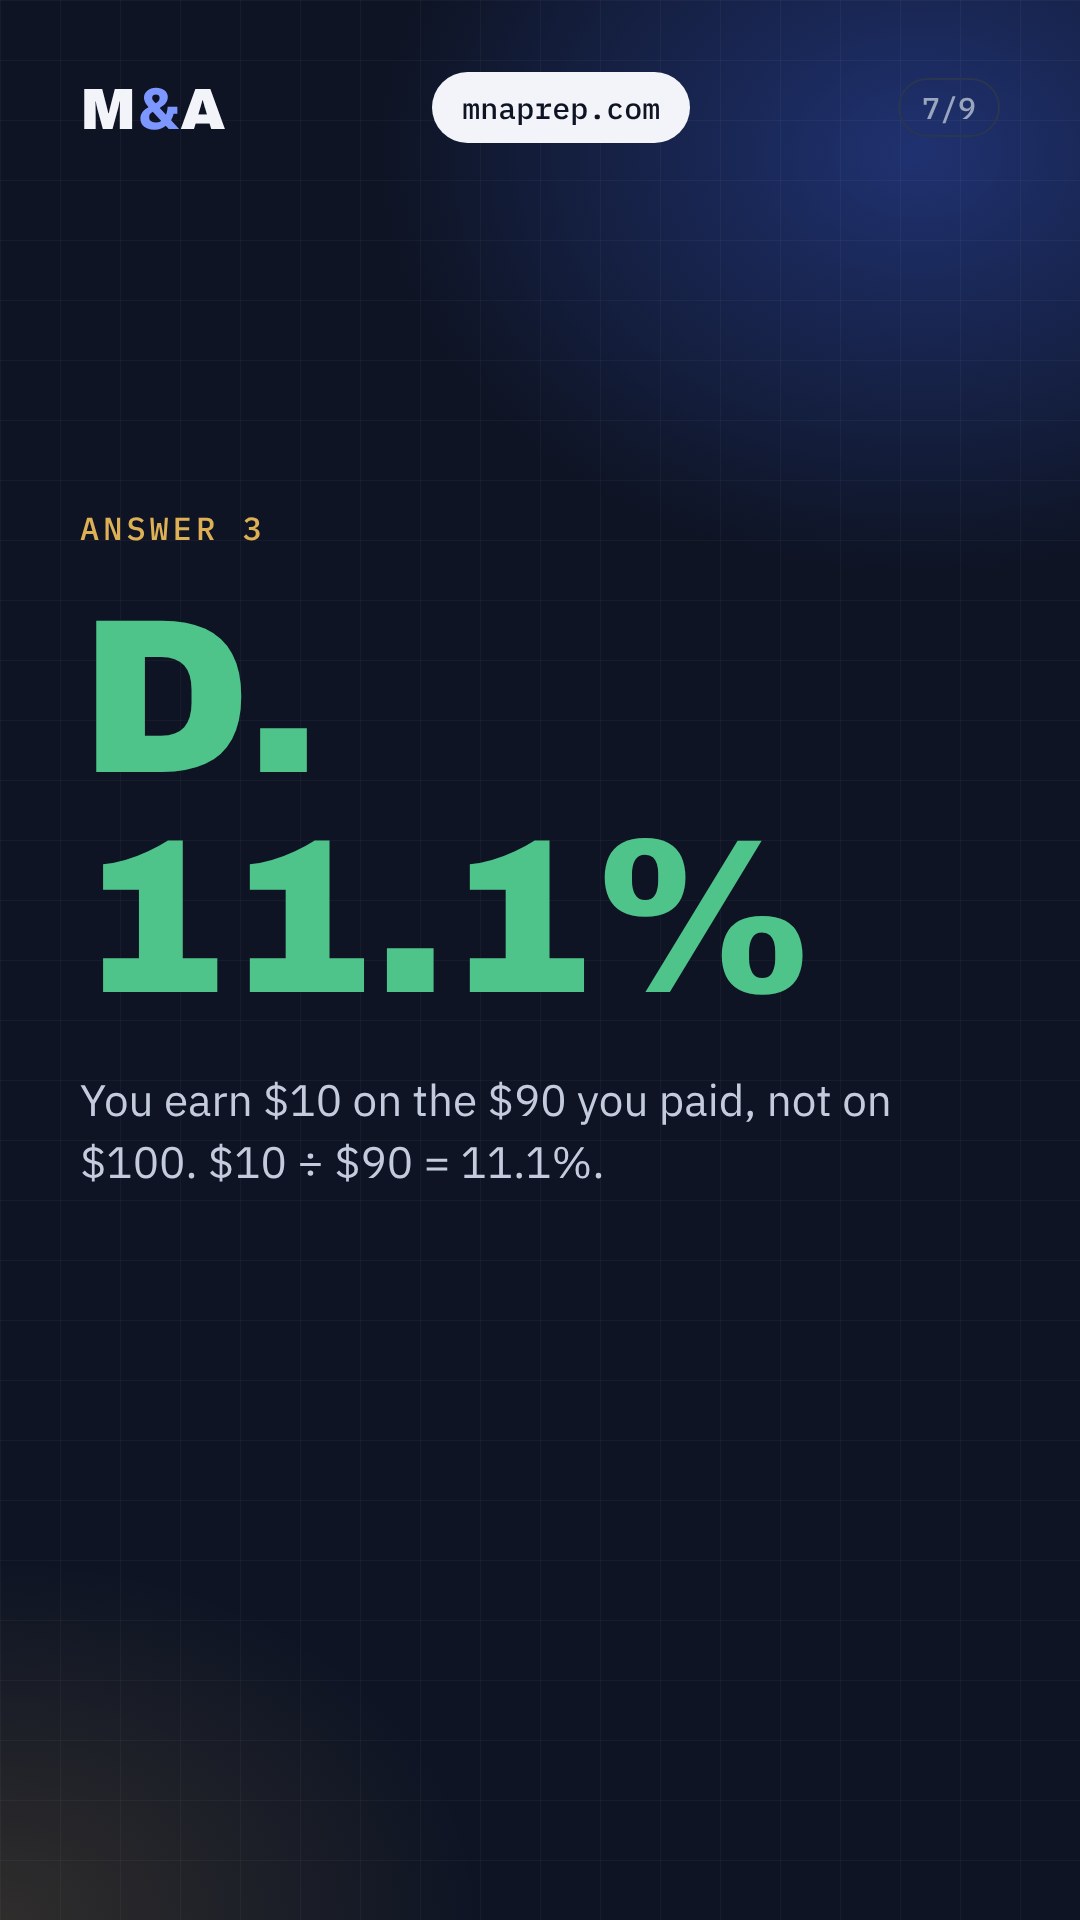 M&A
mnaprep.com
7/9
ANSWER 3
D.
11.1%
You earn $10 on the $90 you paid, not on
$100. $10 ÷ $90 = 11.1%.